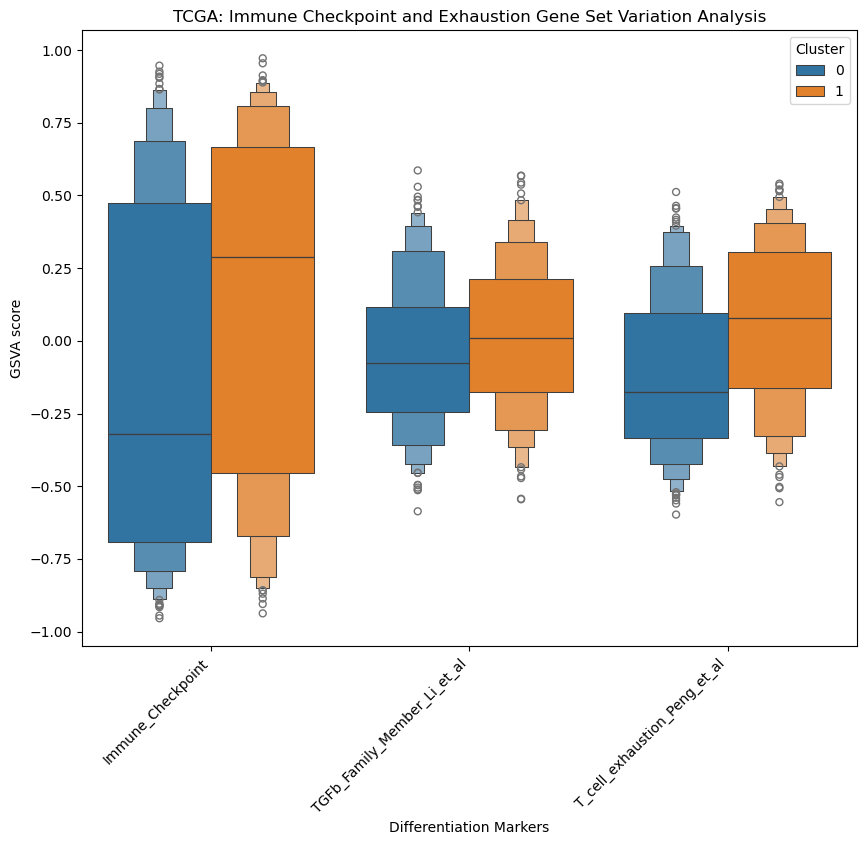 TCGA: Immune Checkpoint and Exhaustion Gene Set Variation Analysis
Cluster
0
1
GSVA score
1.00
0.75
0.50
0.25
0.00
−0.25
−0.50
−0.75
−1.00
Immune_Checkpoint
TGFb_Family_Member_Li_et_al
T_cell_exhaustion_Peng_et_al
Differentiation Markers